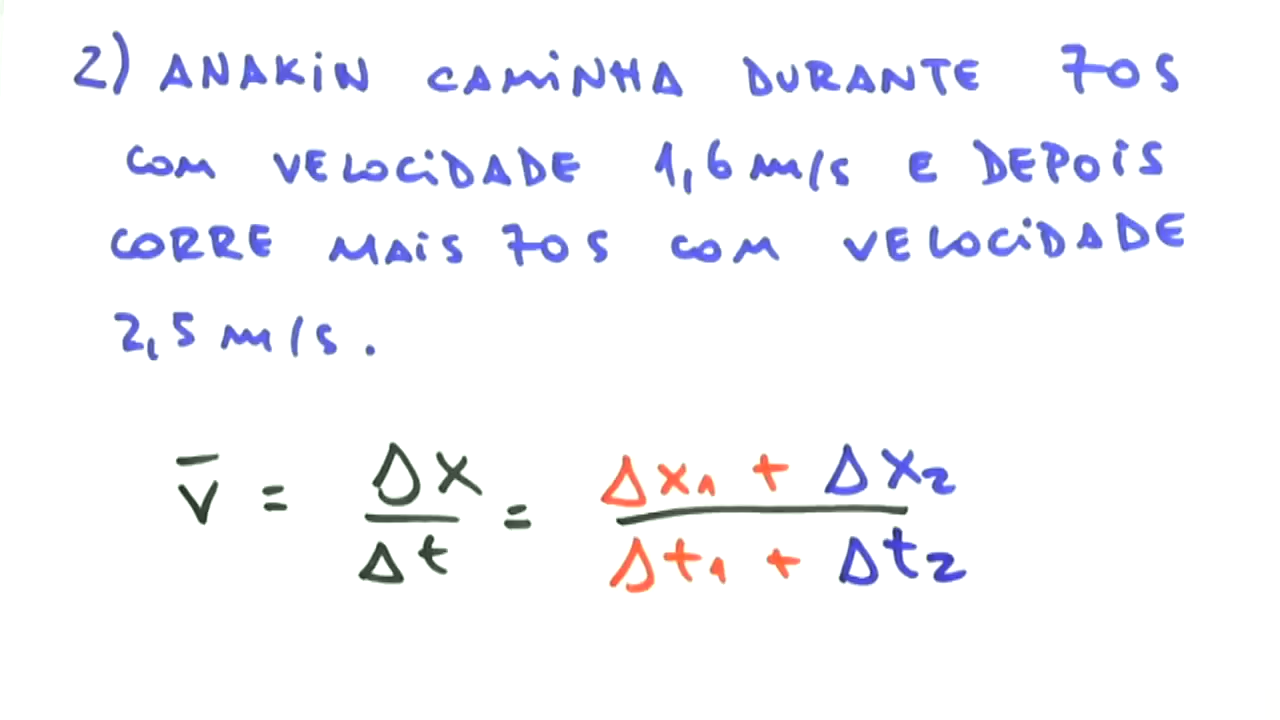 2) ANAKiN CAMiNHA DURANTE 70S
COM VELOCiDADE 1,6 m/s E DEPOiS
CORRE MAiS 70S COM VELOCiDADE
2,5 m/s.
v̄ = Δx/Δt = (Δx₁ + Δx₂)/(Δt₁ + Δt₂)